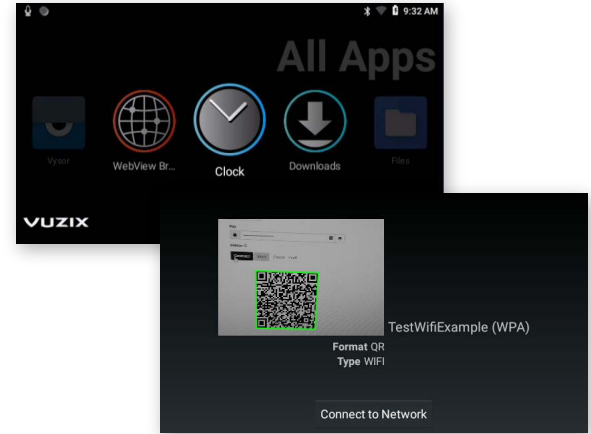 9:32 AM
All Apps
Vysor
WebView Br...
Clock
Downloads
Files
VUZIX
TestWifiExample (WPA)
Format QR
Type WIFI
Connect to Network